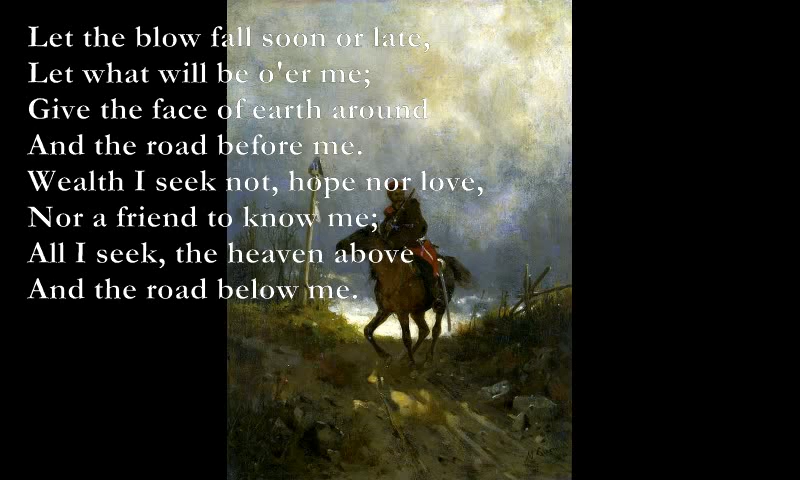 Let the blow fall soon or late,
Let what will be o'er me;
Give the face of earth around
And the road before me.
Wealth I seek not, hope nor love,
Nor a friend to know me;
All I seek, the heaven above
And the road below me.